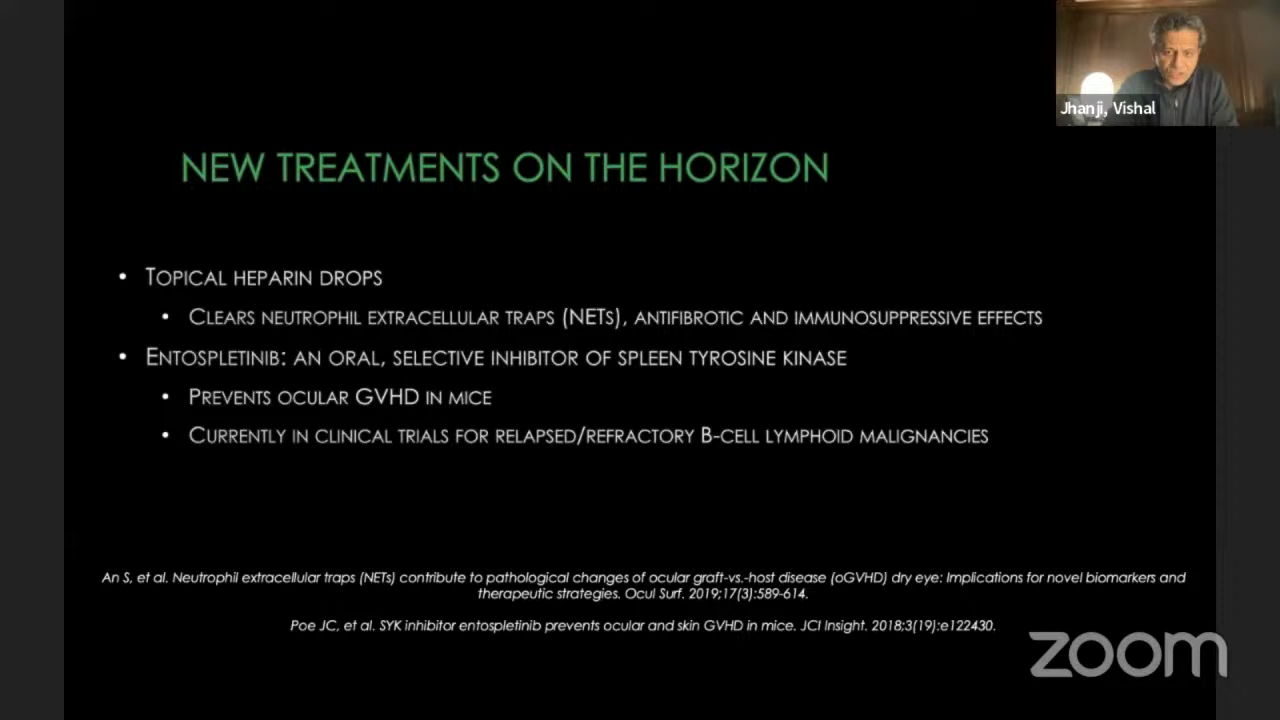 Jhanji, Vishal
NEW TREATMENTS ON THE HORIZON
• TOPICAL HEPARIN DROPS
• CLEARS NEUTROPHIL EXTRACELLULAR TRAPS (NETS), ANTIFIBROTIC AND IMMUNOSUPPRESSIVE EFFECTS
• ENTOSPLETINIB: AN ORAL, SELECTIVE INHIBITOR OF SPLEEN TYROSINE KINASE
• PREVENTS OCULAR GVHD IN MICE
• CURRENTLY IN CLINICAL TRIALS FOR RELAPSED/REFRACTORY B-CELL LYMPHOID MALIGNANCIES
An S, et al. Neutrophil extracellular traps (NETs) contribute to pathological changes of ocular graft-vs.-host disease (oGVHD) dry eye: Implications for novel biomarkers and
therapeutic strategies. Ocul Surf. 2019;17(3):589-614.
Poe JC, et al. SYK inhibitor entospletinib prevents ocular and skin GVHD in mice. JCI Insight. 2018;3(19):e122430.
zoom